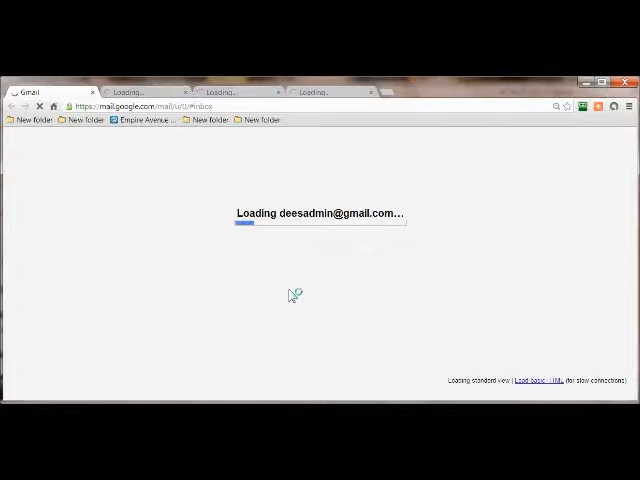 Gmail
Loading...
Loading...
Loading..
https://mail.google.com/mail/u/0/#inbox
New folder
New folder
Empire Avenue ...
New folder
New folder
Loading deesadmin@gmail.com…
Loading standard view | Load basic HTML (for slow connections)